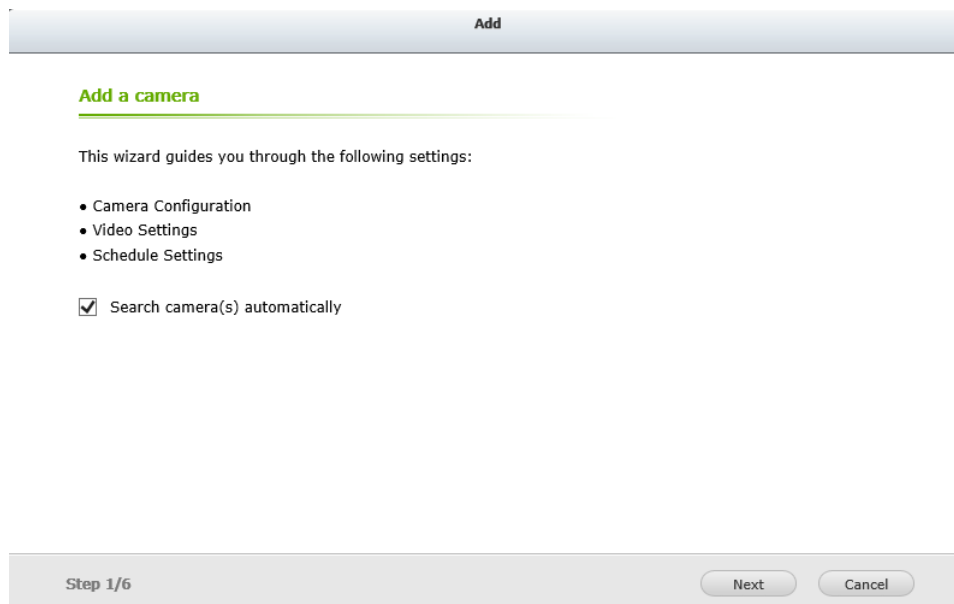 Add
Add a camera
This wizard guides you through the following settings:
• Camera Configuration
• Video Settings
• Schedule Settings
Search camera(s) automatically
Step 1/6
Next
Cancel